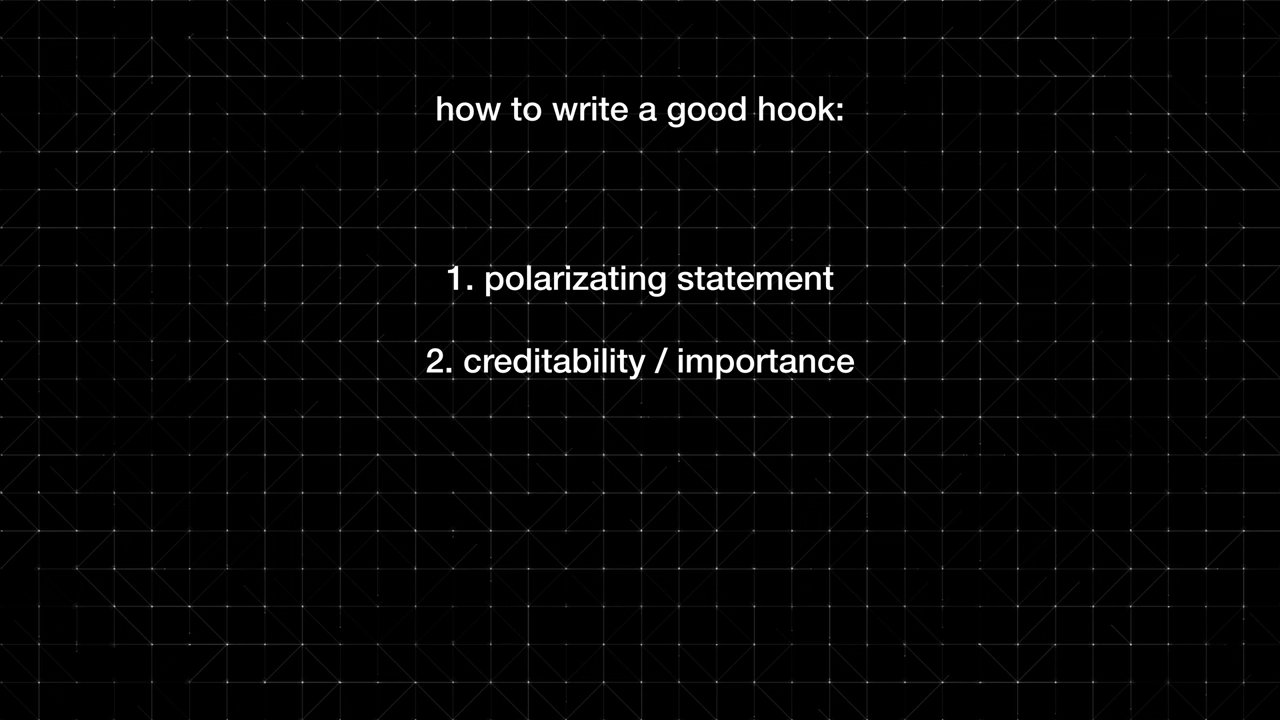 how to write a good hook:
1. polarizating statement
2. creditability / importance